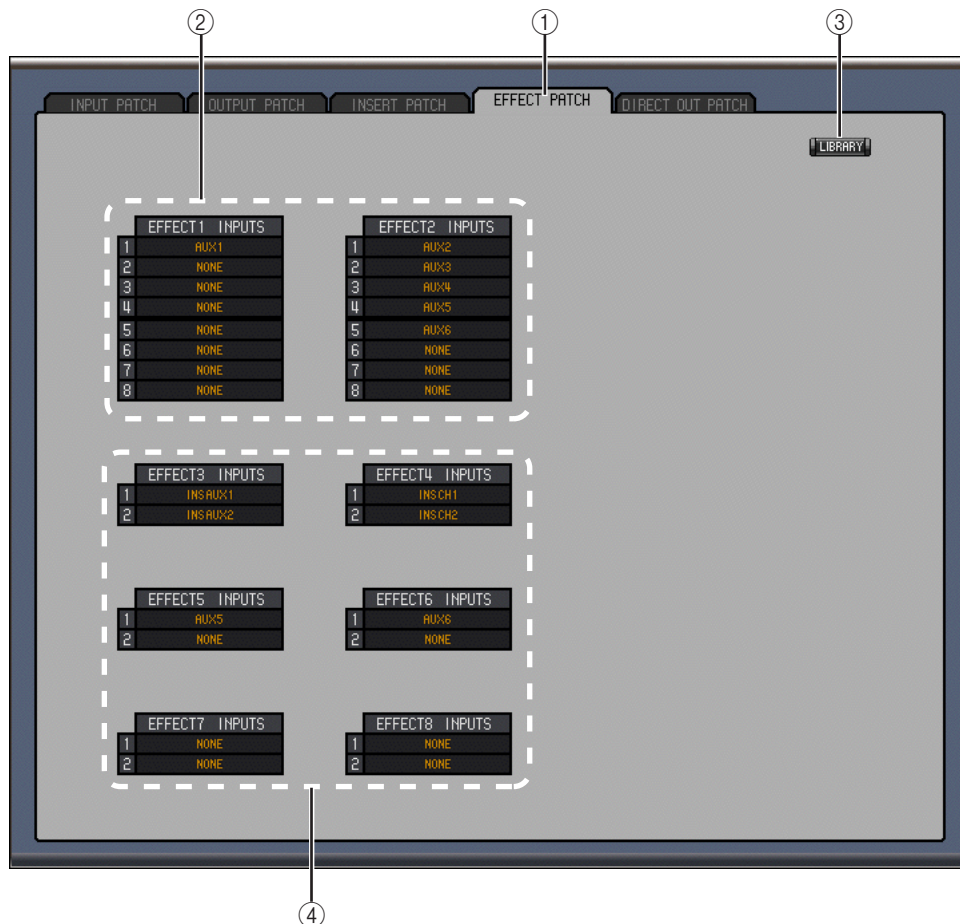 ② ① ③
INPUT PATCH OUTPUT PATCH INSERT PATCH EFFECT PATCH DIRECT OUT PATCH
LIBRARY
EFFECT1 INPUTS
1 AUX1
2 NONE
3 NONE
4 NONE
5 NONE
6 NONE
7 NONE
8 NONE
EFFECT2 INPUTS
1 AUX2
2 AUX3
3 AUX4
4 AUX5
5 AUX6
6 NONE
7 NONE
8 NONE
EFFECT3 INPUTS
1 INSAUX1
2 INSAUX2
EFFECT4 INPUTS
1 INSCH1
2 INSCH2
EFFECT5 INPUTS
1 AUX5
2 NONE
EFFECT6 INPUTS
1 AUX6
2 NONE
EFFECT7 INPUTS
1 NONE
2 NONE
EFFECT8 INPUTS
1 NONE
2 NONE
④